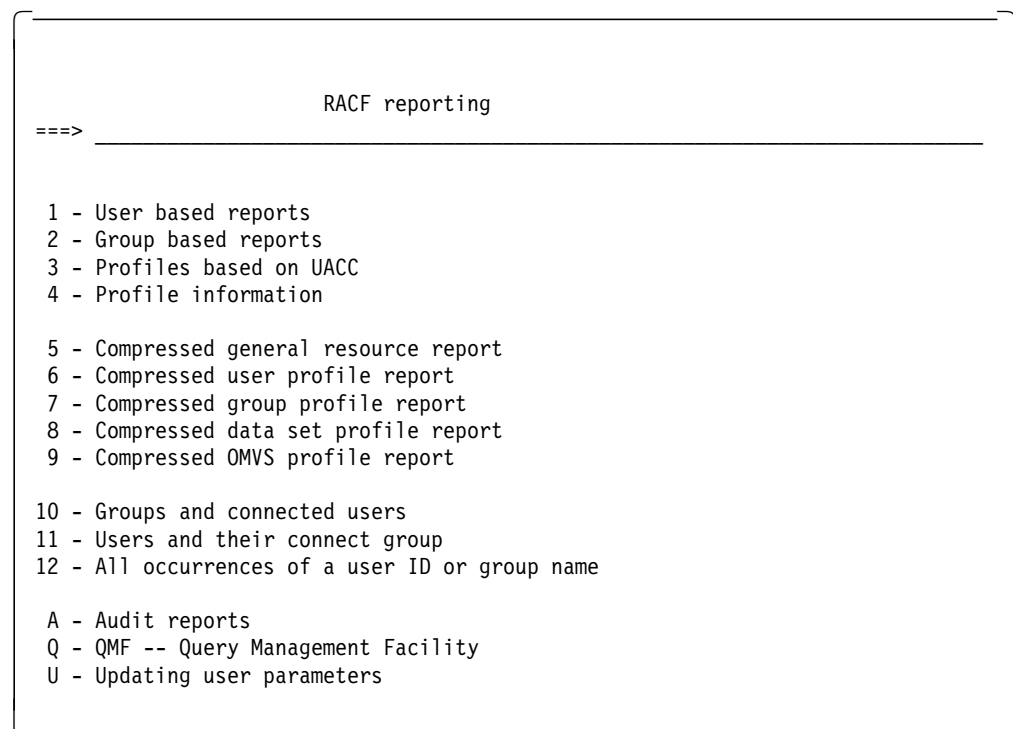 RACF reporting
===> __________________________________________________________________________
1 - User based reports
2 - Group based reports
3 - Profiles based on UACC
4 - Profile information
5 - Compressed general resource report
6 - Compressed user profile report
7 - Compressed group profile report
8 - Compressed data set profile report
9 - Compressed OMVS profile report
10 - Groups and connected users
11 - Users and their connect group
12 - All occurrences of a user ID or group name
A - Audit reports
Q - QMF -- Query Management Facility
U - Updating user parameters